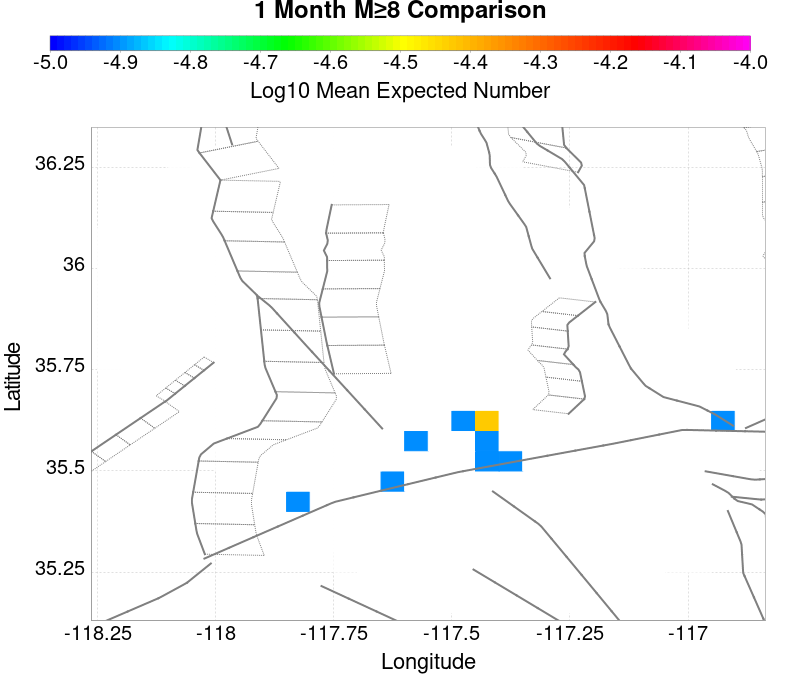 1 Month M≥8 Comparison
-5.0 -4.9 -4.8 -4.7 -4.6 -4.5 -4.4 -4.3 -4.2 -4.1 -4.0
Log10 Mean Expected Number
36.25
36
35.75
35.5
35.25
Latitude
-118.25 -118 -117.75 -117.5 -117.25 -117
Longitude